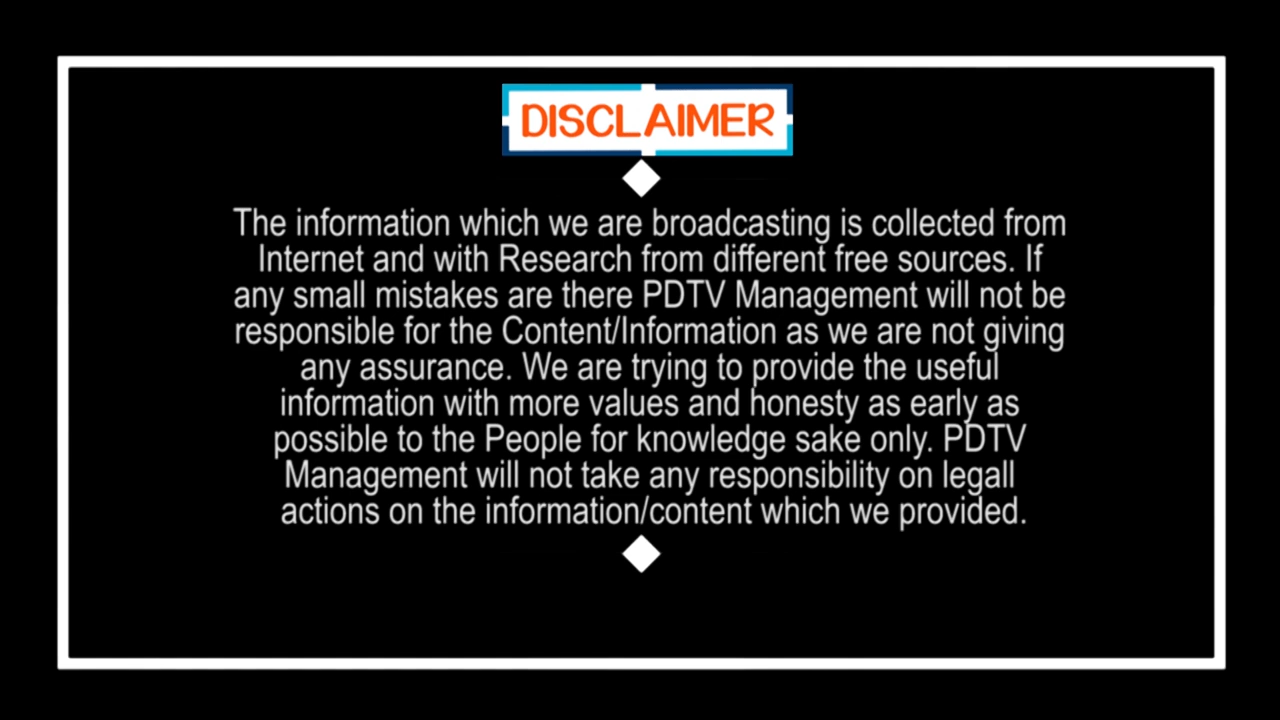 DISCLAIMER
The information which we are broadcasting is collected from
Internet and with Research from different free sources. If
any small mistakes are there PDTV Management will not be
responsible for the Content/Information as we are not giving
any assurance. We are trying to provide the useful
information with more values and honesty as early as
possible to the People for knowledge sake only. PDTV
Management will not take any responsibility on legall
actions on the information/content which we provided.